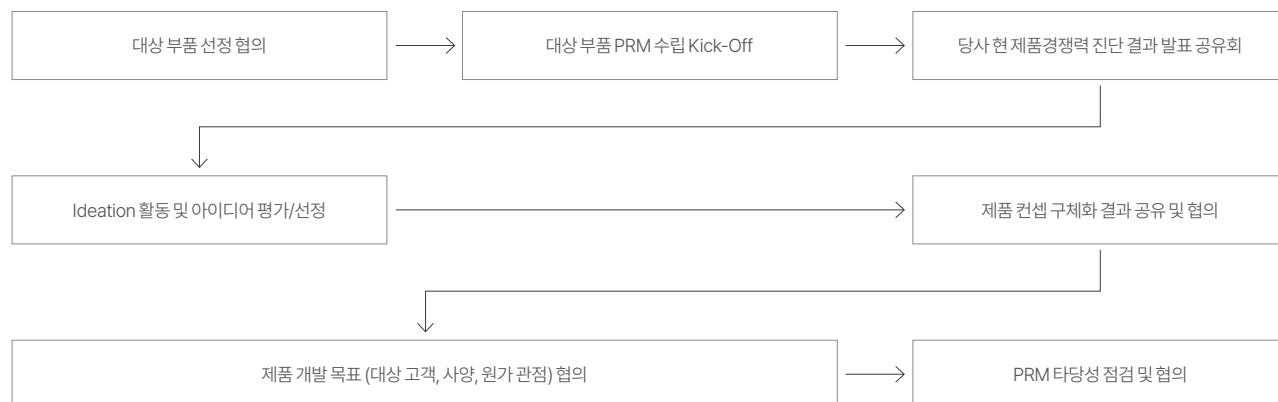 대상 부품 선정 협의
대상 부품 PRM 수립 Kick-Off
당사 현 제품경쟁력 진단 결과 발표 공유회
Ideation 활동 및 아이디어 평가/선정
제품 컨셉 구체화 결과 공유 및 협의
제품 개발 목표 (대상 고객, 사양, 원가 관점) 협의
PRM 타당성 점검 및 협의